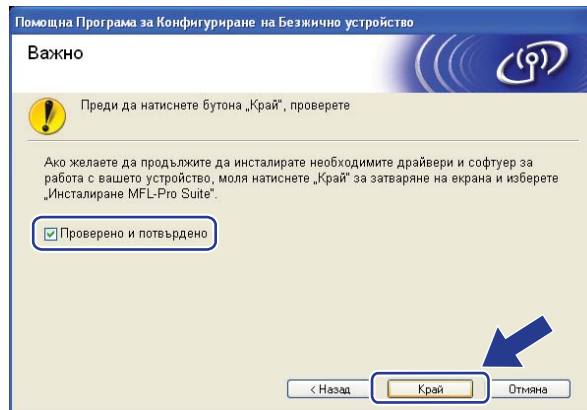 Помощна Програма за Конфигуриране на Безжично устройство
Важно
Преди да натиснете бутона „Край", проверете
Ако желаете да продължите да инсталирате необходимите драйвери и софтуер за
работа с вашето устройство, моля натиснете „Край" за затваряне на екрана и изберете
„Инсталиране MFL-Pro Suite".
Проверено и потвърдено
< Назад
Край
Отмяна